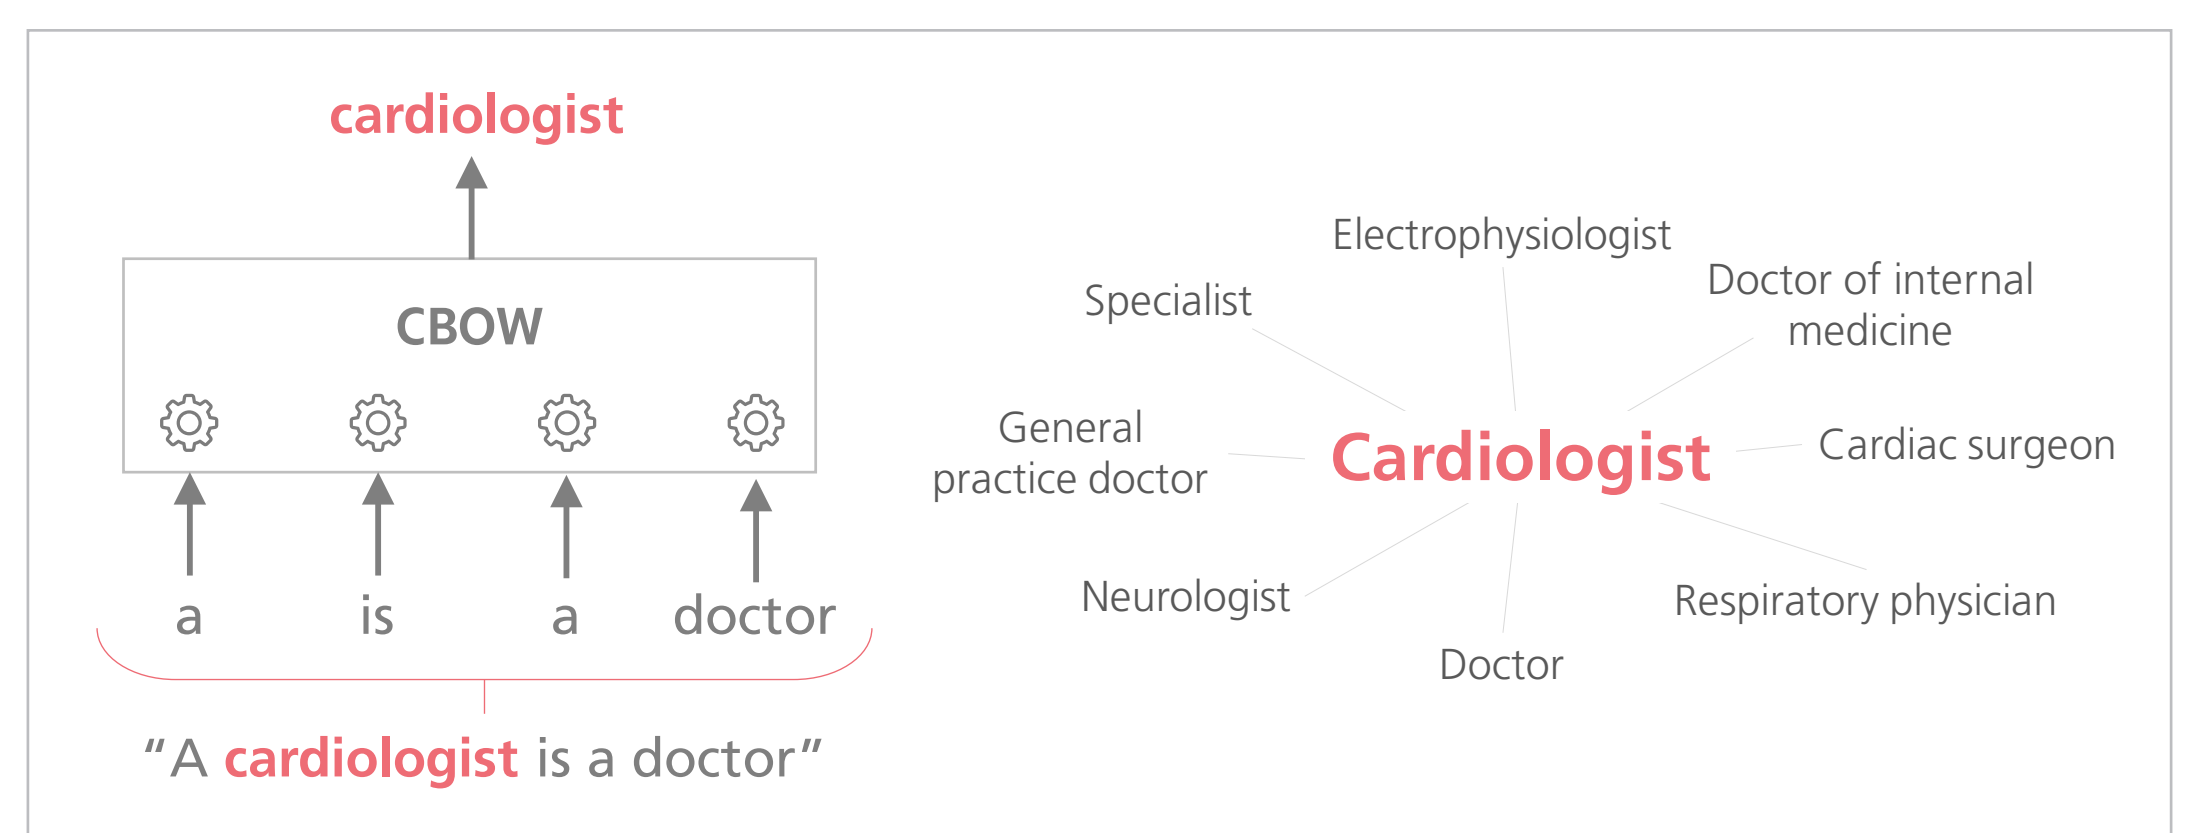 cardiologist
CBOW
a is a doctor
“A cardiologist is a doctor”
Electrophysiologist
Specialist
Doctor of internal
medicine
General
practice doctor
Cardiologist
Cardiac surgeon
Neurologist
Respiratory physician
Doctor